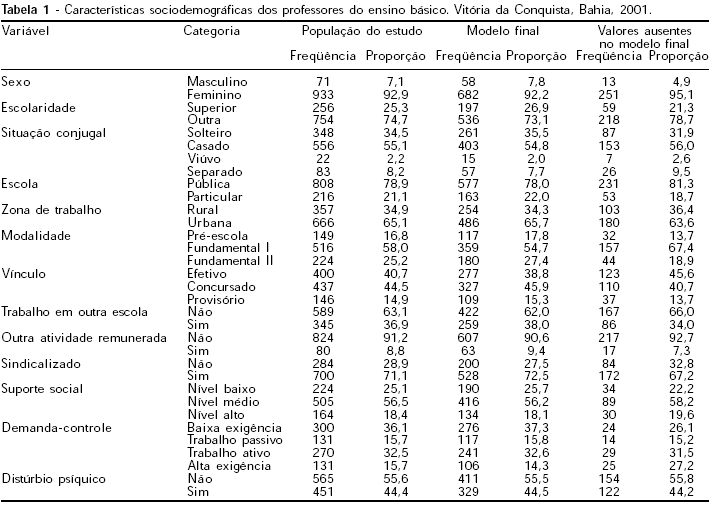 Tabela 1 - Características sociodemográficas dos professores do ensino básico. Vitória da Conquista, Bahia, 2001.
Variável Categoria População do estudo Modelo final Valores ausentes
no modelo final
Freqüência Proporção Freqüência Proporção Freqüência Proporção
Sexo Masculino 71 7,1 58 7,8 13 4,9
Feminino 933 92,9 682 92,2 251 95,1
Escolaridade Superior 256 25,3 197 26,9 59 21,3
Outra 754 74,7 536 73,1 218 78,7
Situação conjugal Solteiro 348 34,5 261 35,5 87 31,9
Casado 556 55,1 403 54,8 153 56,0
Viúvo 22 2,2 15 2,0 7 2,6
Separado 83 8,2 57 7,7 26 9,5
Escola Pública 808 78,9 577 78,0 231 81,3
Particular 216 21,1 163 22,0 53 18,7
Zona de trabalho Rural 357 34,9 254 34,3 103 36,4
Urbana 666 65,1 486 65,7 180 63,6
Modalidade Pré-escola 149 16,8 117 17,8 32 13,7
Fundamental I 516 58,0 359 54,7 157 67,4
Fundamental II 224 25,2 180 27,4 44 18,9
Vínculo Efetivo 400 40,7 277 38,8 123 45,6
Concursado 437 44,5 327 45,9 110 40,7
Provisório 146 14,9 109 15,3 37 13,7
Trabalho em outra escola Não 589 63,1 422 62,0 167 66,0
Sim 345 36,9 259 38,0 86 34,0
Outra atividade remunerada Não 824 91,2 607 90,6 217 92,7
Sim 80 8,8 63 9,4 17 7,3
Sindicalizado Não 284 28,9 200 27,5 84 32,8
Sim 700 71,1 528 72,5 172 67,2
Suporte social Nível baixo 224 25,1 190 25,7 34 22,2
Nível médio 505 56,5 416 56,2 89 58,2
Nível alto 164 18,4 134 18,1 30 19,6
Demanda-controle Baixa exigência 300 36,1 276 37,3 24 26,1
Trabalho passivo 131 15,7 117 15,8 14 15,2
Trabalho ativo 270 32,5 241 32,6 29 31,5
Alta exigência 131 15,7 106 14,3 25 27,2
Distúrbio psíquico Não 565 55,6 411 55,5 154 55,8
Sim 451 44,4 329 44,5 122 44,2